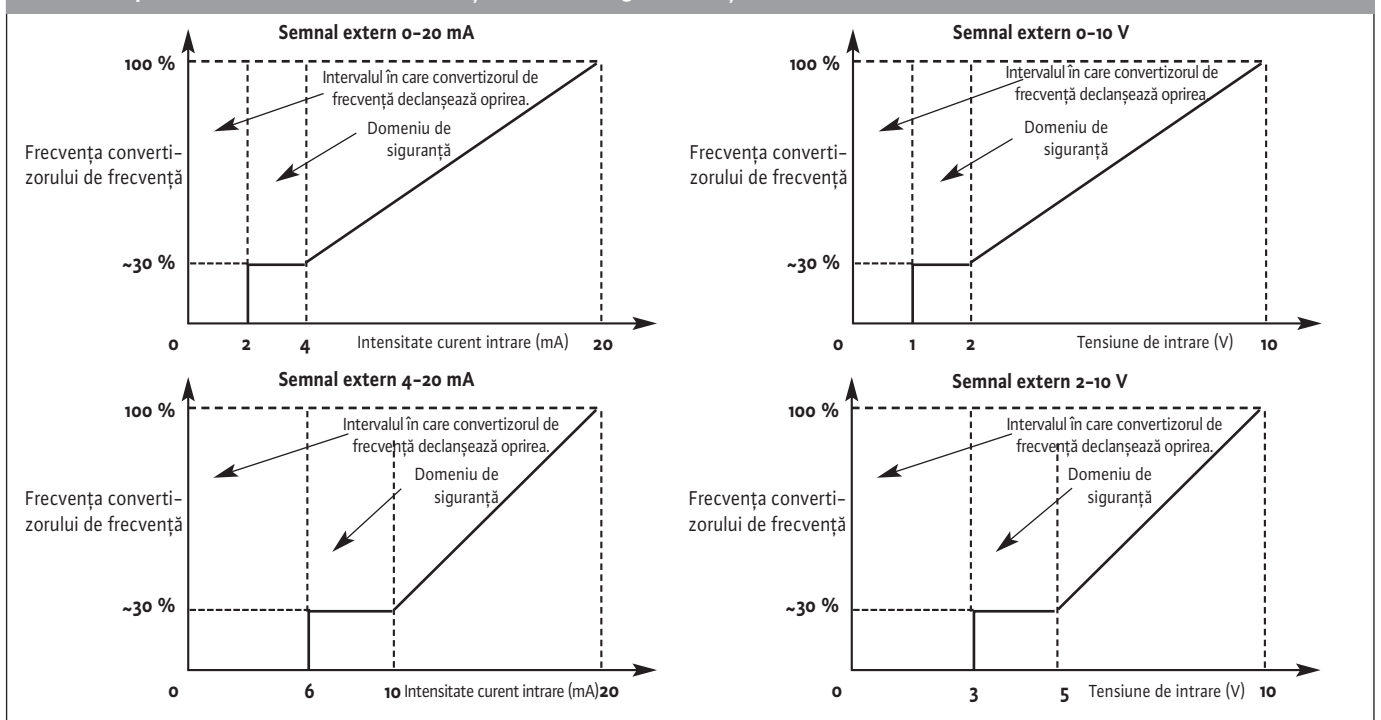 Semnal extern 0-20 mA
100 %
Intervalul în care convertizorul de
frecvență declanșează oprirea.
Domeniu de
siguranță
Frecvența converti-
zorului de frecvență
~30 %
0 2 4 Intensitate curent intrare (mA) 20
Semnal extern 0-10 V
100 %
Intervalul în care convertizorul de
frecvență declanșează oprirea.
Domeniu de
siguranță
Frecvența converti-
zorului de frecvență
~30 %
0 1 2 Tensiune de intrare (V) 10
Semnal extern 4-20 mA
100 %
Intervalul în care convertizorul de
frecvență declanșează oprirea.
Domeniu de
siguranță
Frecvența converti-
zorului de frecvență
~30 %
0 6 10 Intensitate curent intrare (mA) 20
Semnal extern 2-10 V
100 %
Intervalul în care convertizorul de
frecvență declanșează oprirea.
Domeniu de
siguranță
Frecvența converti-
zorului de frecvență
~30 %
0 3 5 Tensiune de intrare (V) 10